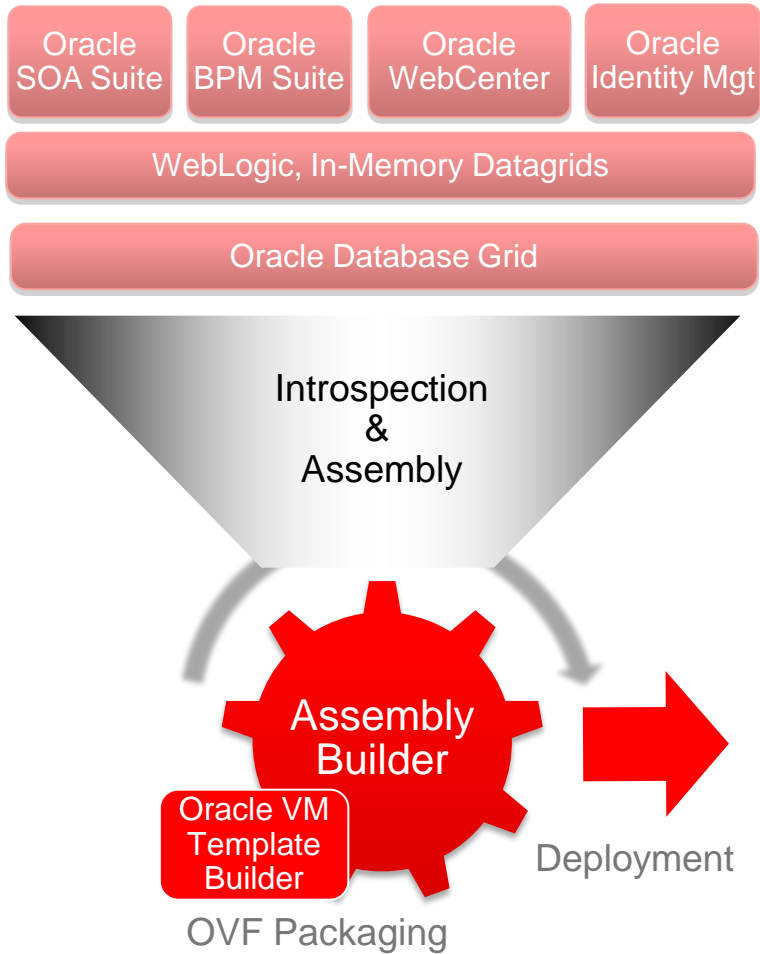 Oracle
SOA Suite
Oracle
BPM Suite
Oracle
WebCenter
Oracle
Identity Mgt
WebLogic, In-Memory Datagrids
Oracle Database Grid
Introspection
&
Assembly
Assembly
Builder
Oracle VM
Template
Builder
Deployment
OVF Packaging